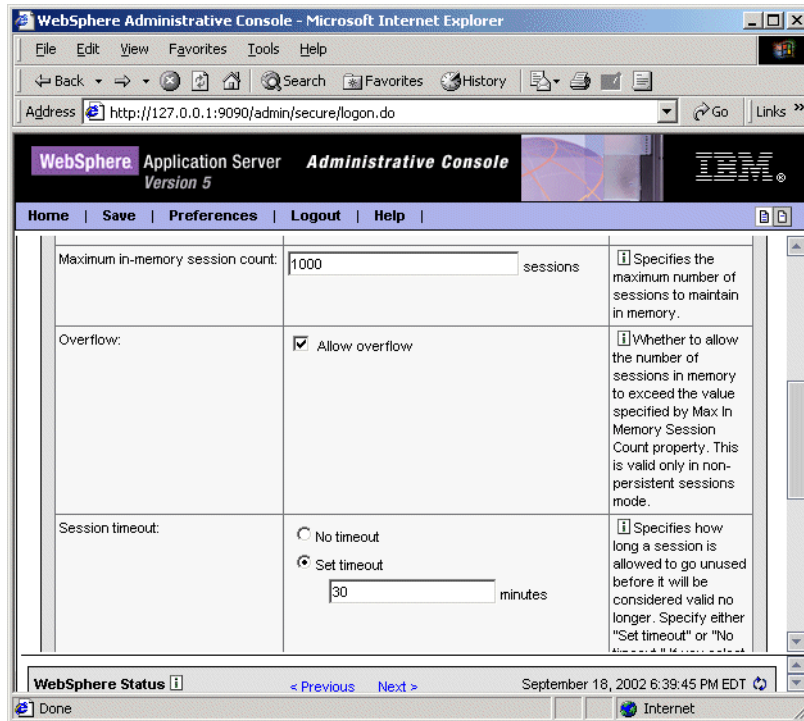 WebSphere Administrative Console - Microsoft Internet Explorer
File Edit View Favorites Tools Help
Back Search Favorites History
Address http://127.0.0.1:9090/admin/secure/logon.do Go Links »
WebSphere Application Server Administrative Console
Version 5
IBM®
Home | Save | Preferences | Logout | Help |
Maximum in-memory session count: 1000 sessions
i Specifies the
maximum number of
sessions to maintain
in memory.
Overflow: Allow overflow
i Whether to allow
the number of
sessions in memory
to exceed the value
specified by Max In
Memory Session
Count property. This
is valid only in non-
persistent sessions
mode.
Session timeout:
No timeout
Set timeout
30 minutes
i Specifies how
long a session is
allowed to go unused
before it will be
considered valid no
longer. Specify either
"Set timeout" or "No
WebSphere Status i < Previous Next > September 18, 2002 6:39:45 PM EDT
Done Internet